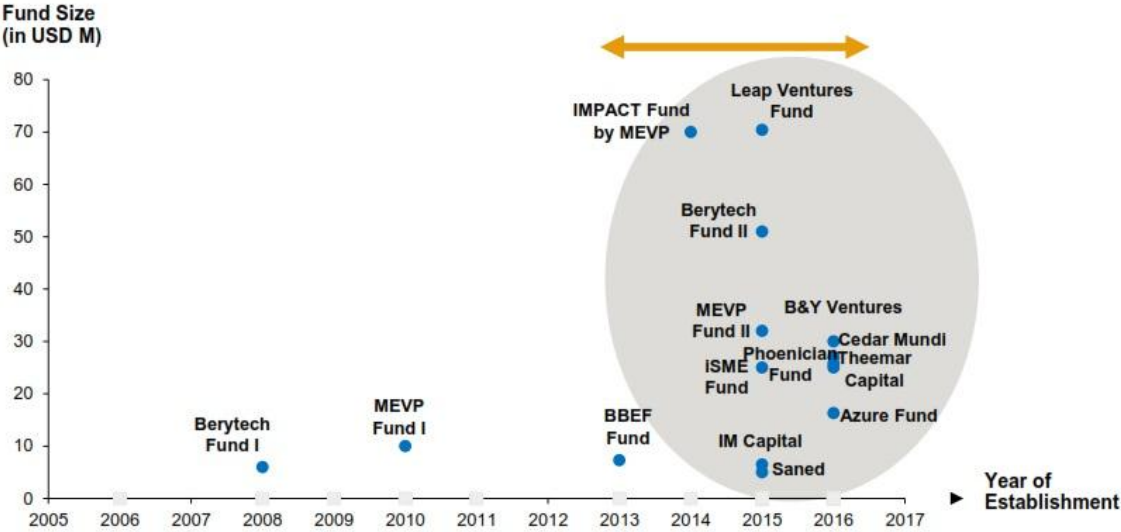 Fund Size
(in USD M)
80
70
60
50
40
30
20
10
0
Leap Ventures
Fund
IMPACT Fund
by MEVP
Berytech
Fund II
B&Y Ventures
MEVP
Fund II
Cedar Mundi
Phoenician
Fund
Theemar
Capital
iSME
Fund
Azure Fund
MEVP
Fund I
Berytech
Fund I
BBEF
Fund
IM Capital
Saned
2005 2006 2007 2008 2009 2010 2011 2012 2013 2014 2015 2016 2017
Year of
Establishment